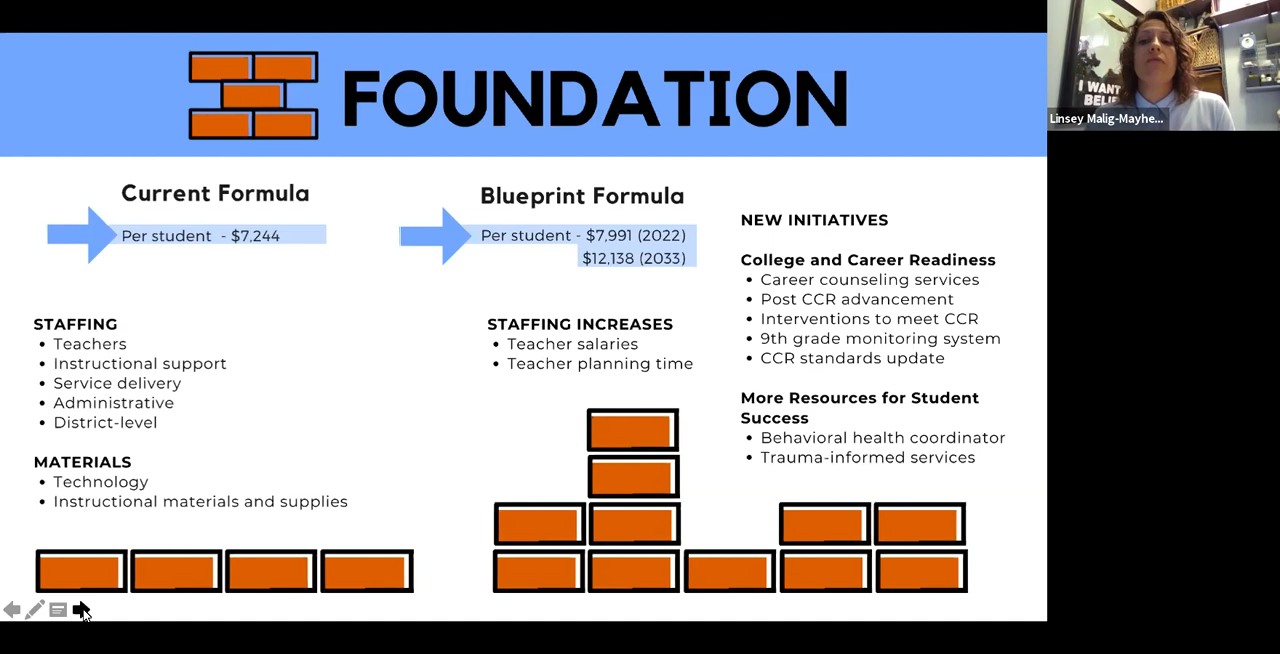 FOUNDATION
Current Formula
Per student - $7,244
STAFFING
• Teachers
• Instructional support
• Service delivery
• Administrative
• District-level
MATERIALS
• Technology
• Instructional materials and supplies
Blueprint Formula
Per student - $7,991 (2022)
$12,138 (2033)
STAFFING INCREASES
• Teacher salaries
• Teacher planning time
NEW INITIATIVES
College and Career Readiness
• Career counseling services
• Post CCR advancement
• Interventions to meet CCR
• 9th grade monitoring system
• CCR standards update
More Resources for Student
Success
• Behavioral health coordinator
• Trauma-informed services
I WANT
Linsey Malig-Mayhe...